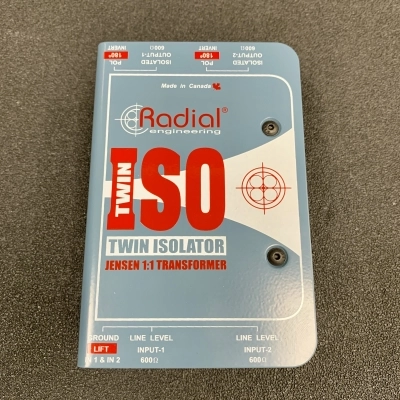 POL 180° INVERT
ISOLATED OUTPUT-1 600Ω
POL 180° INVERT
ISOLATED OUTPUT-2 600Ω
Made in Canada
Radial®
engineering
TWIN
ISO
TWIN ISOLATOR
JENSEN 1:1 TRANSFORMER
GROUND LINE LEVEL LINE LEVEL
LIFT INPUT-1 INPUT-2
IN 1 & IN 2 600Ω 600Ω